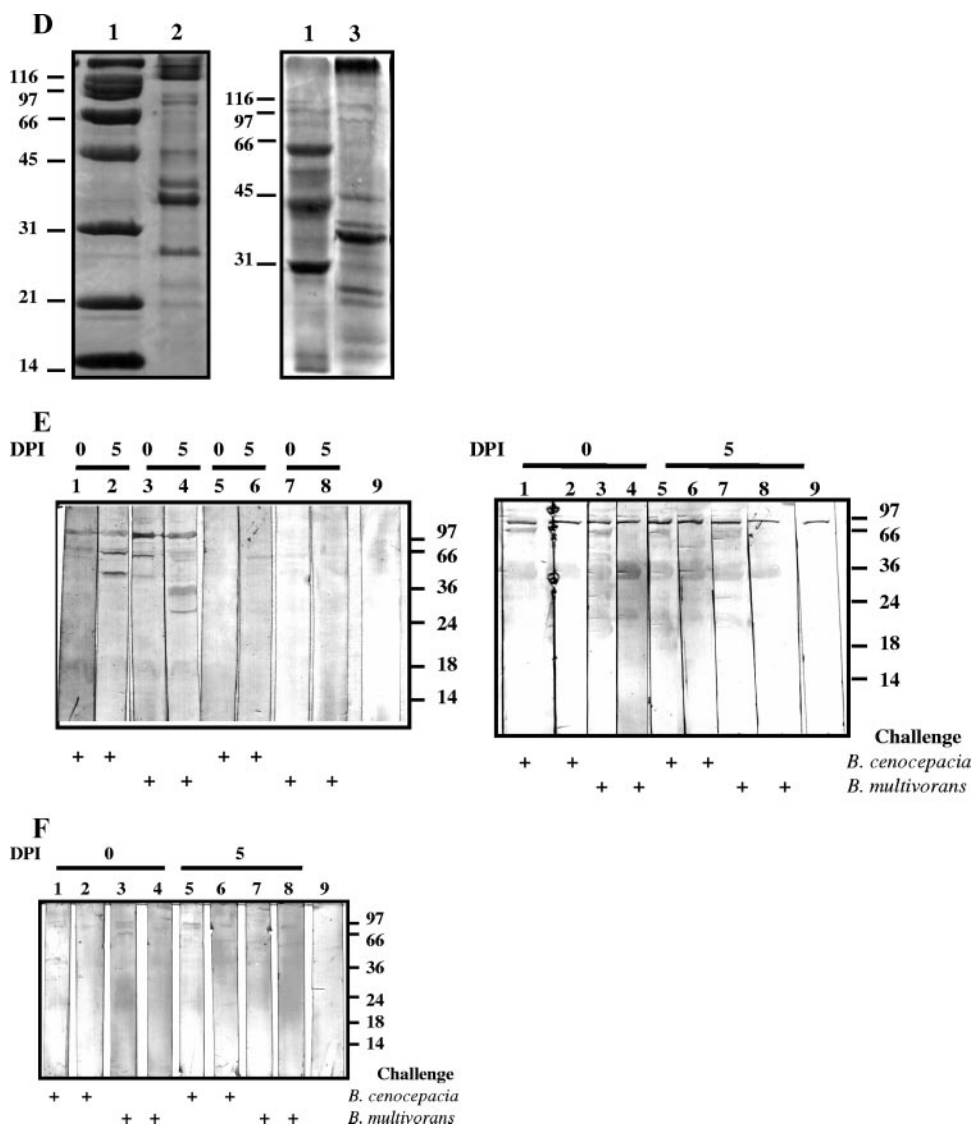 D
1 2
116
97
66
45
31
21
14
1 3
116
97
66
45
31
E
DPI 0 5 0 5 0 5 0 5
1 2 3 4 5 6 7 8 9
97
66
36
24
18
14
+ + + +
+ + + +
DPI 0 5
1 2 3 4 5 6 7 8 9
97
66
36
24
18
14
Challenge
+ + + + B. cenocepacia
+ + + + B. multivorans
F
DPI 0 5
1 2 3 4 5 6 7 8 9
97
66
36
24
18
14
Challenge
+ + + + B. cenocepacia
+ + + + B. multivorans